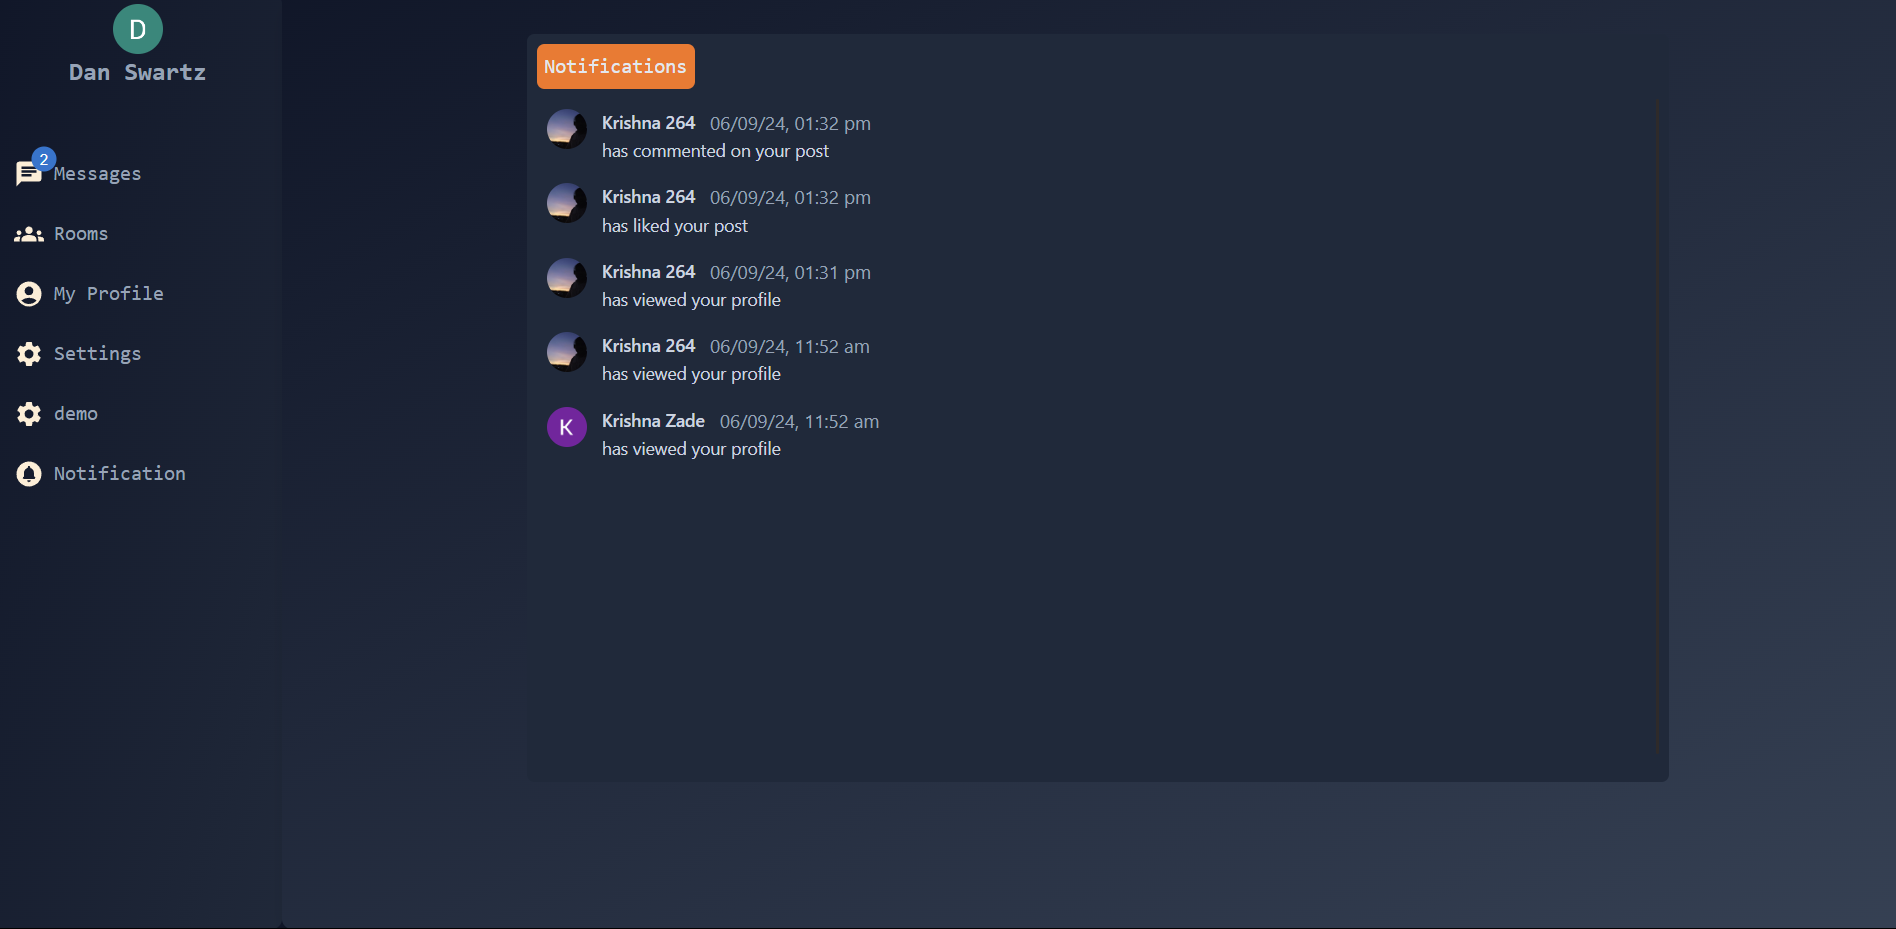 D
Dan Swartz
2
Messages
Rooms
My Profile
Settings
demo
Notification
Notifications
Krishna 264 06/09/24, 01:32 pm
has commented on your post
Krishna 264 06/09/24, 01:32 pm
has liked your post
Krishna 264 06/09/24, 01:31 pm
has viewed your profile
Krishna 264 06/09/24, 11:52 am
has viewed your profile
K
Krishna Zade 06/09/24, 11:52 am
has viewed your profile